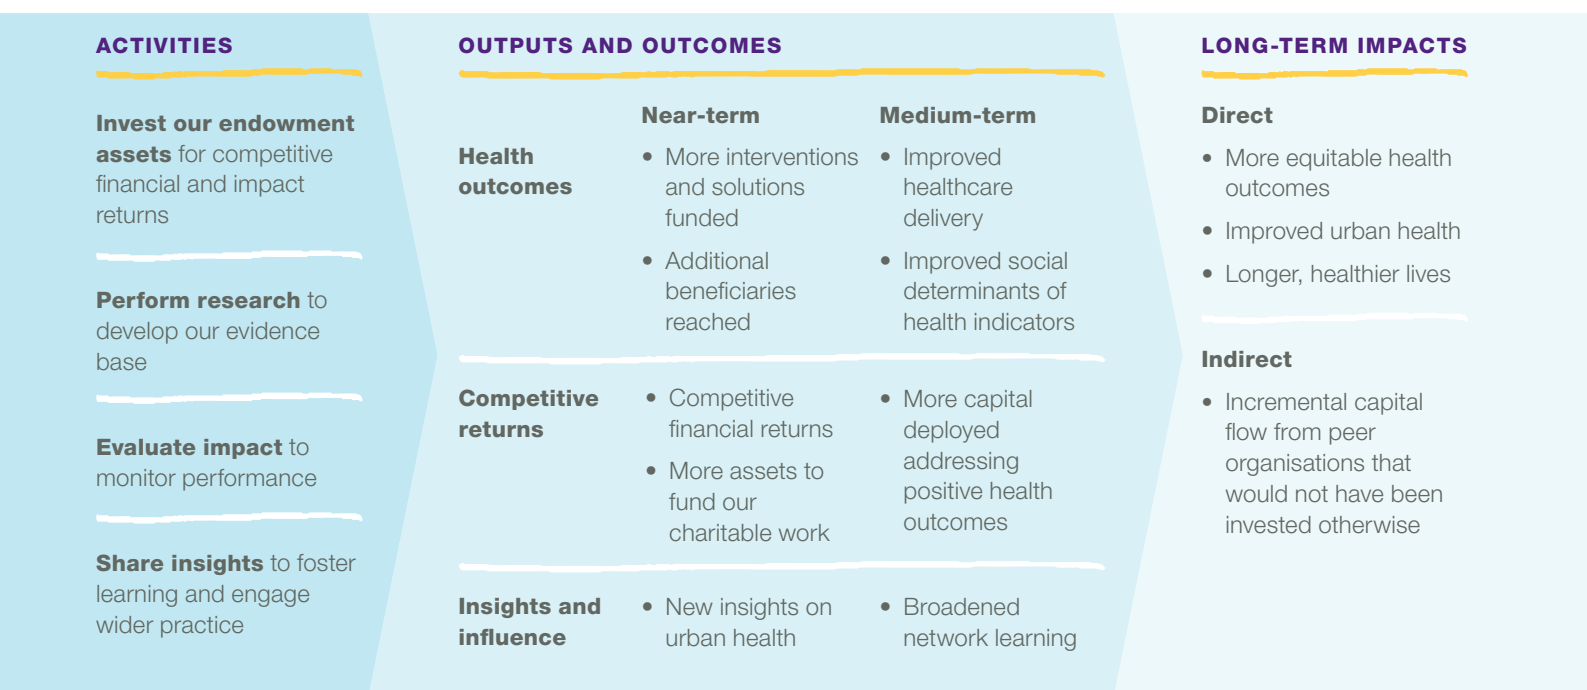 ACTIVITIES
Invest our endowment
assets for competitive
financial and impact
returns
Perform research to
develop our evidence
base
Evaluate impact to
monitor performance
Share insights to foster
learning and engage
wider practice
OUTPUTS AND OUTCOMES
Near-term
Medium-term
Health
outcomes
• More interventions
and solutions
funded
• Additional
beneficiaries
reached
• Improved
healthcare
delivery
• Improved social
determinants of
health indicators
Competitive
returns
• Competitive
financial returns
• More assets to
fund our
charitable work
• More capital
deployed
addressing
positive health
outcomes
Insights and
influence
• New insights on
urban health
• Broadened
network learning
LONG-TERM IMPACTS
Direct
• More equitable health
outcomes
• Improved urban health
• Longer, healthier lives
Indirect
• Incremental capital
flow from peer
organisations that
would not have been
invested otherwise